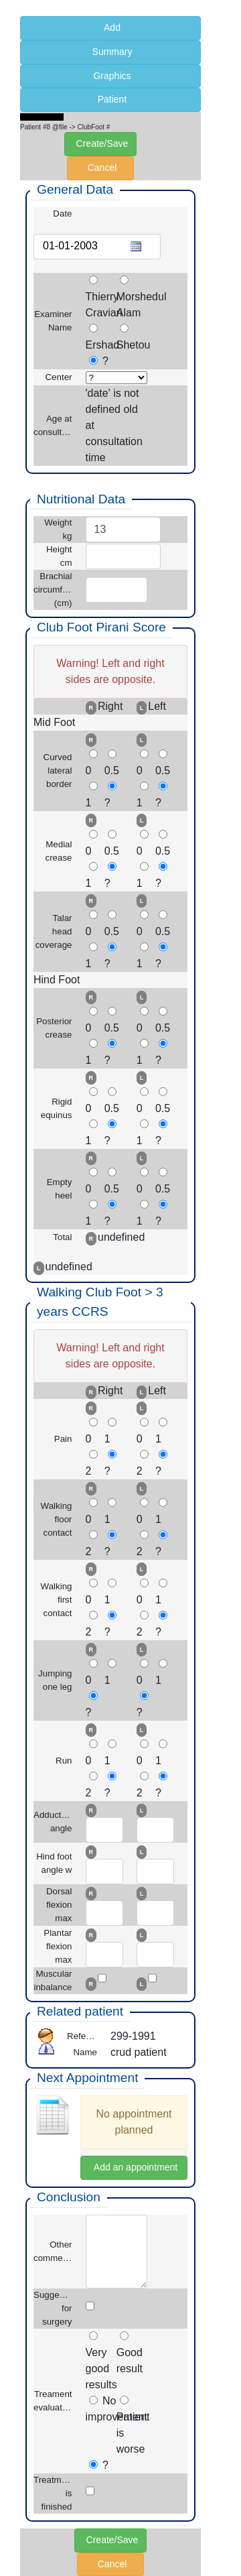 Add
Summary
Graphics
Patient
Patient #8 @file -> ClubFoot #
Create/Save
Cancel
General Data
Date
01-01-2003
Thierry Morshedul
Examiner Cravian Alam
Name
Ershad Shetou
?
Center ?
'date' is not
defined old
Age at at
consult... consultation
time
Nutritional Data
Weight 13
kg
Height
cm
Brachial
circumf...
(cm)
Club Foot Pirani Score
Warning! Left and right
sides are opposite.
R Right L Left
Mid Foot
R L
Curved
lateral 0 0.5 0 0.5
border
1 ? 1 ?
R L
Medial
crease 0 0.5 0 0.5
1 ? 1 ?
R L
Talar
head 0 0.5 0 0.5
coverage
1 ? 1 ?
Hind Foot
R L
Posterior 0 0.5 0 0.5
crease
1 ? 1 ?
R L
Rigid 0 0.5 0 0.5
equinus
1 ? 1 ?
R L
Empty 0 0.5 0 0.5
heel
1 ? 1 ?
Total R undefined
L undefined
Walking Club Foot > 3
years CCRS
Warning! Left and right
sides are opposite.
R Right L Left
R L
Pain 0 1 0 1
2 ? 2 ?
R L
Walking
floor 0 1 0 1
contact
2 ? 2 ?
R L
Walking
first 0 1 0 1
contact
2 ? 2 ?
R L
Jumping 0 1 0 1
one leg
? ?
R L
Run 0 1 0 1
2 ? 2 ?
Adduct... R L
angle
Hind foot R L
angle w
Dorsal R L
flexion
max
Plantar R L
flexion
max
Muscular R L
inbalance
Related patient
Refe... 299-1991
Name crud patient
Next Appointment
No appointment
planned
Add an appointment
Conclusion
Other
comme...
Sugge...
for
surgery
Very Good
good result
results
Treament No Patient
evaluat... improvement is
worse
?
Treatm...
is
finished
Create/Save
Cancel